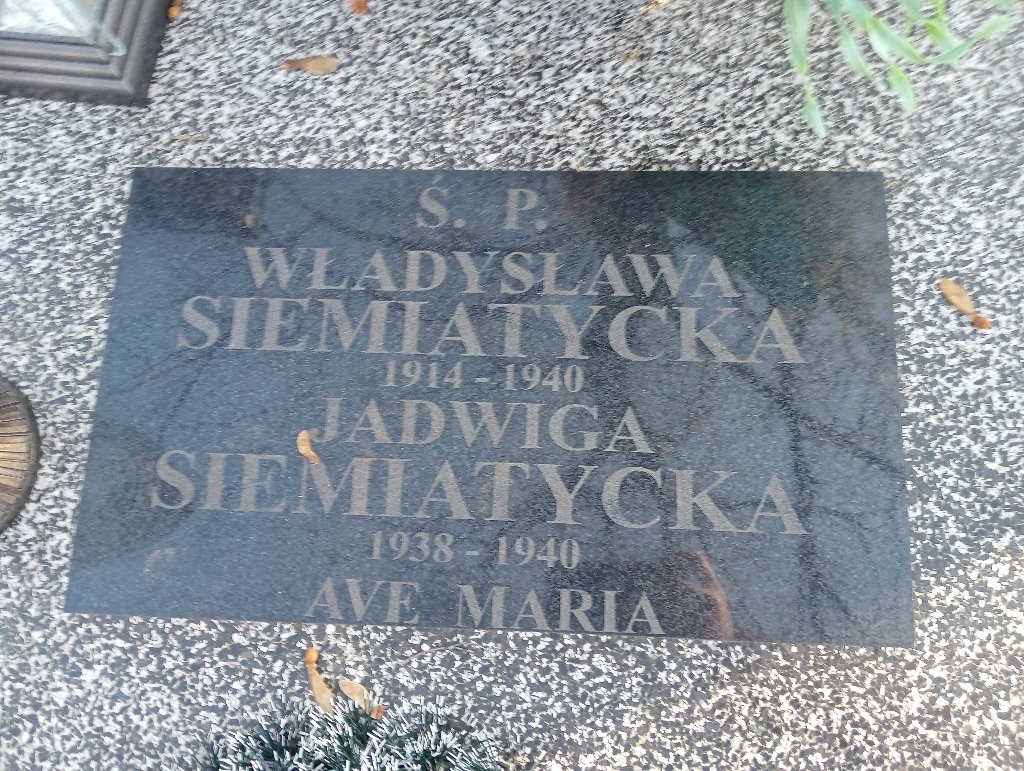 Ś. P.
WŁADYSŁAWA
SIEMIATYCKA
1914 - 1940
JADWIGA
SIEMIATYCKA
1938 - 1940
AVE MARIA